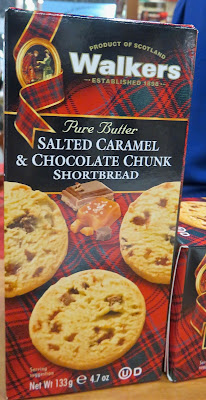 PRODUCT OF SCOTLAND
Walkers
ESTABLISHED 1898
Pure Butter
SALTED CARAMEL
& CHOCOLATE CHUNK
SHORTBREAD
Serving
suggestion
Net Wt 133g ℮ 4.7 oz
U D